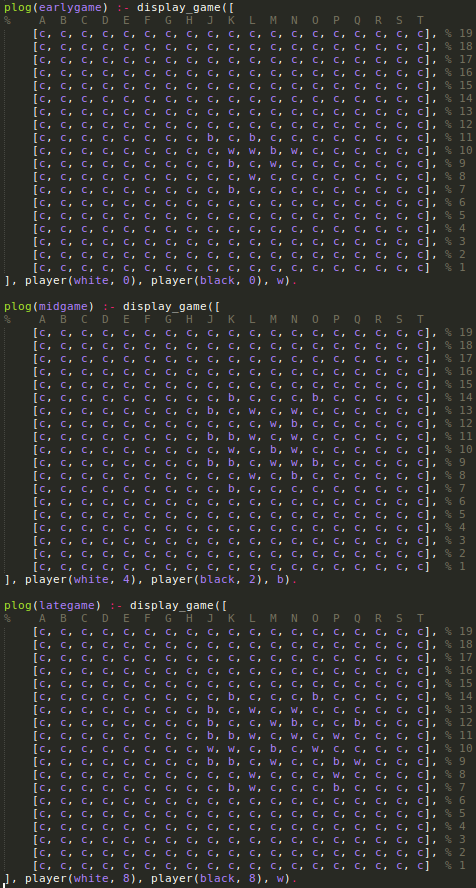 plog(earlygame) :- display_game([
% A B C D E F G H J K L M N O P Q R S T
[c, c, c, c, c, c, c, c, c, c, c, c, c, c, c, c, c, c, c], % 19
[c, c, c, c, c, c, c, c, c, c, c, c, c, c, c, c, c, c, c], % 18
[c, c, c, c, c, c, c, c, c, c, c, c, c, c, c, c, c, c, c], % 17
[c, c, c, c, c, c, c, c, c, c, c, c, c, c, c, c, c, c, c], % 16
[c, c, c, c, c, c, c, c, c, c, c, c, c, c, c, c, c, c, c], % 15
[c, c, c, c, c, c, c, c, c, c, c, c, c, c, c, c, c, c, c], % 14
[c, c, c, c, c, c, c, c, c, c, c, c, c, c, c, c, c, c, c], % 13
[c, c, c, c, c, c, c, c, c, c, c, c, c, c, c, c, c, c, c], % 12
[c, c, c, c, c, c, c, c, b, c, b, c, c, c, c, c, c, c, c], % 11
[c, c, c, c, c, c, c, c, c, w, w, b, w, c, c, c, c, c, c], % 10
[c, c, c, c, c, c, c, c, c, b, c, w, c, c, c, c, c, c, c], % 9
[c, c, c, c, c, c, c, c, c, c, w, c, c, c, c, c, c, c, c], % 8
[c, c, c, c, c, c, c, c, c, b, c, c, c, c, c, c, c, c, c], % 7
[c, c, c, c, c, c, c, c, c, c, c, c, c, c, c, c, c, c, c], % 6
[c, c, c, c, c, c, c, c, c, c, c, c, c, c, c, c, c, c, c], % 5
[c, c, c, c, c, c, c, c, c, c, c, c, c, c, c, c, c, c, c], % 4
[c, c, c, c, c, c, c, c, c, c, c, c, c, c, c, c, c, c, c], % 3
[c, c, c, c, c, c, c, c, c, c, c, c, c, c, c, c, c, c, c], % 2
[c, c, c, c, c, c, c, c, c, c, c, c, c, c, c, c, c, c, c] % 1
], player(white, 0), player(black, 0), w).
plog(midgame) :- display_game([
% A B C D E F G H J K L M N O P Q R S T
[c, c, c, c, c, c, c, c, c, c, c, c, c, c, c, c, c, c, c], % 19
[c, c, c, c, c, c, c, c, c, c, c, c, c, c, c, c, c, c, c], % 18
[c, c, c, c, c, c, c, c, c, c, c, c, c, c, c, c, c, c, c], % 17
[c, c, c, c, c, c, c, c, c, c, c, c, c, c, c, c, c, c, c], % 16
[c, c, c, c, c, c, c, c, c, c, c, c, c, c, c, c, c, c, c], % 15
[c, c, c, c, c, c, c, c, c, b, c, c, c, b, c, c, c, c, c], % 14
[c, c, c, c, c, c, c, c, b, c, w, c, w, c, c, c, c, c, c], % 13
[c, c, c, c, c, c, c, c, c, c, c, w, b, c, c, c, c, c, c], % 12
[c, c, c, c, c, c, c, c, b, b, w, c, w, c, c, c, c, c, c], % 11
[c, c, c, c, c, c, c, c, c, w, c, b, w, c, c, c, c, c, c], % 10
[c, c, c, c, c, c, c, c, b, b, c, w, w, b, c, c, c, c, c], % 9
[c, c, c, c, c, c, c, c, c, c, w, c, b, c, c, c, c, c, c], % 8
[c, c, c, c, c, c, c, c, c, b, c, c, c, c, c, c, c, c, c], % 7
[c, c, c, c, c, c, c, c, c, c, c, c, c, c, c, c, c, c, c], % 6
[c, c, c, c, c, c, c, c, c, c, c, c, c, c, c, c, c, c, c], % 5
[c, c, c, c, c, c, c, c, c, c, c, c, c, c, c, c, c, c, c], % 4
[c, c, c, c, c, c, c, c, c, c, c, c, c, c, c, c, c, c, c], % 3
[c, c, c, c, c, c, c, c, c, c, c, c, c, c, c, c, c, c, c], % 2
[c, c, c, c, c, c, c, c, c, c, c, c, c, c, c, c, c, c, c] % 1
], player(white, 4), player(black, 2), b).
plog(lategame) :- display_game([
% A B C D E F G H J K L M N O P Q R S T
[c, c, c, c, c, c, c, c, c, c, c, c, c, c, c, c, c, c, c], % 19
[c, c, c, c, c, c, c, c, c, c, c, c, c, c, c, c, c, c, c], % 18
[c, c, c, c, c, c, c, c, c, c, c, c, c, c, c, c, c, c, c], % 17
[c, c, c, c, c, c, c, c, c, c, c, c, c, c, c, c, c, c, c], % 16
[c, c, c, c, c, c, c, c, c, c, c, c, c, c, c, c, c, c, c], % 15
[c, c, c, c, c, c, c, c, c, b, c, c, c, b, c, c, c, c, c], % 14
[c, c, c, c, c, c, c, c, b, c, w, c, w, c, c, c, c, c, c], % 13
[c, c, c, c, c, c, c, c, b, c, c, w, b, c, c, b, c, c, c], % 12
[c, c, c, c, c, c, c, c, b, b, w, c, w, c, w, c, c, c, c], % 11
[c, c, c, c, c, c, c, c, w, w, c, b, c, w, c, c, c, c, c], % 10
[c, c, c, c, c, c, c, c, b, b, c, w, c, c, b, w, c, c, c], % 9
[c, c, c, c, c, c, c, c, c, c, w, c, c, c, w, c, c, c, c], % 8
[c, c, c, c, c, c, c, c, c, b, w, c, c, c, b, c, c, c, c], % 7
[c, c, c, c, c, c, c, c, c, c, c, c, c, c, c, c, c, c, c], % 6
[c, c, c, c, c, c, c, c, c, c, c, c, c, c, c, c, c, c, c], % 5
[c, c, c, c, c, c, c, c, c, c, c, c, c, c, c, c, c, c, c], % 4
[c, c, c, c, c, c, c, c, c, c, c, c, c, c, c, c, c, c, c], % 3
[c, c, c, c, c, c, c, c, c, c, c, c, c, c, c, c, c, c, c], % 2
[c, c, c, c, c, c, c, c, c, c, c, c, c, c, c, c, c, c, c] % 1
], player(white, 8), player(black, 8), w).